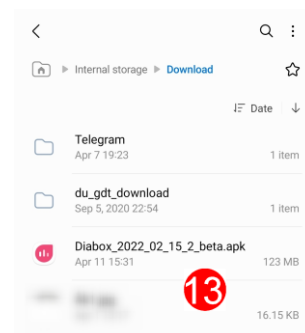 Internal storage Download
Date
Telegram
Apr 7 19:23 1 item
du_gdt_download
Sep 5, 2020 22:54 1 item
Diabox_2022_02_15_2_beta.apk
Apr 11 15:31 123 MB
13
16.15 KB